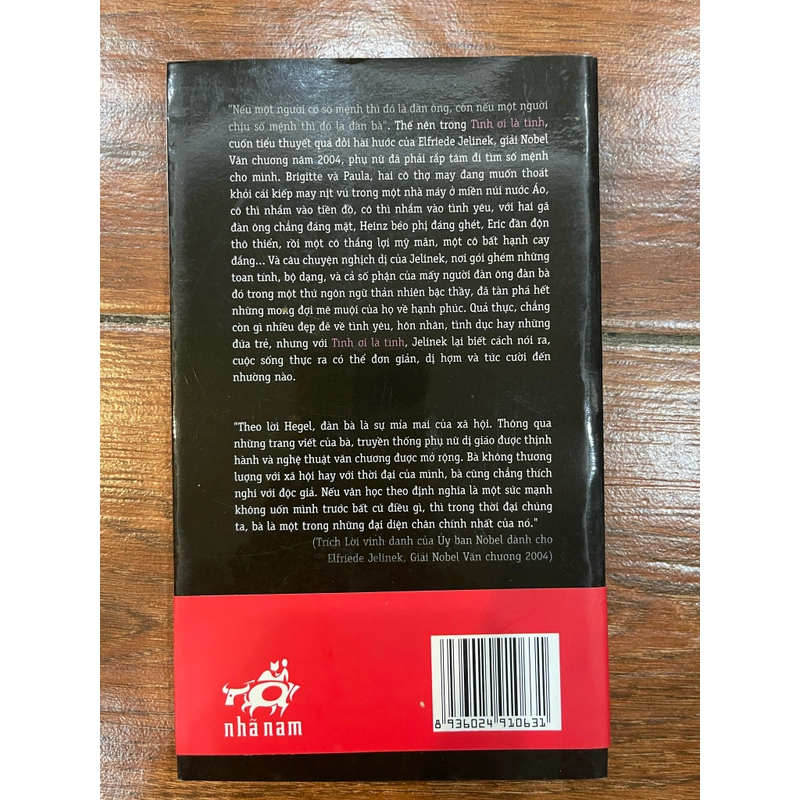 "Nếu một người có số mệnh thì đó là đàn ông, còn nếu một người
chịu số mệnh thì đó là đàn bà". Thế nên trong Tình ơi là tình,
cuốn tiểu thuyết quá đỗi hài hước của Elfriede Jelinek, giải Nobel
Văn chương năm 2004, phụ nữ đã phải rắp tâm đi tìm số mệnh
cho mình. Brigitte và Paula, hai cô thợ may đang muốn thoát
khỏi cái kiếp may nịt vú trong một nhà máy ở miền núi nước Áo,
cô thì nhắm vào tiền đồ, cô thì nhắm vào tình yêu, với hai gã
đàn ông chẳng đáng mặt, Heinz béo phị đáng ghét, Eric đần độn
thô thiển, rồi một cô thắng lợi mỹ mãn, một cô bất hạnh cay
đắng... Và câu chuyện nghịch dị của Jelinek, nơi gói ghém những
toan tính, bộ dạng, và cả số phận của mấy người đàn ông đàn bà
đó trong một thứ ngôn ngữ thản nhiên bậc thầy, đã tàn phá hết
những mong đợi mê muội của họ về hạnh phúc. Quả thực, chẳng
còn gì nhiều đẹp đẽ về tình yêu, hôn nhân, tình dục hay những
đứa trẻ, nhưng với Tình ơi là tình, Jelinek lại biết cách nói ra,
cuộc sống thực ra có thể đơn giản, dị hợm và tức cười đến
nhường nào.
"Theo lời Hegel, đàn bà là sự mỉa mai của xã hội. Thông qua
những trang viết của bà, truyền thống phụ nữ dị giáo được thịnh
hành và nghệ thuật văn chương được mở rộng. Bà không thương
lượng với xã hội hay với thời đại của mình, bà cũng chẳng thích
nghi với độc giả. Nếu văn học theo định nghĩa là một sức mạnh
không uốn mình trước bất cứ điều gì, thì trong thời đại chúng
ta, bà là một trong những đại diện chân chính nhất của nó."
(Trích Lời vinh danh của Ủy ban Nobel dành cho
Elfriede Jelinek, Giải Nobel Văn chương 2004)
nhã nam
8 936024 910631